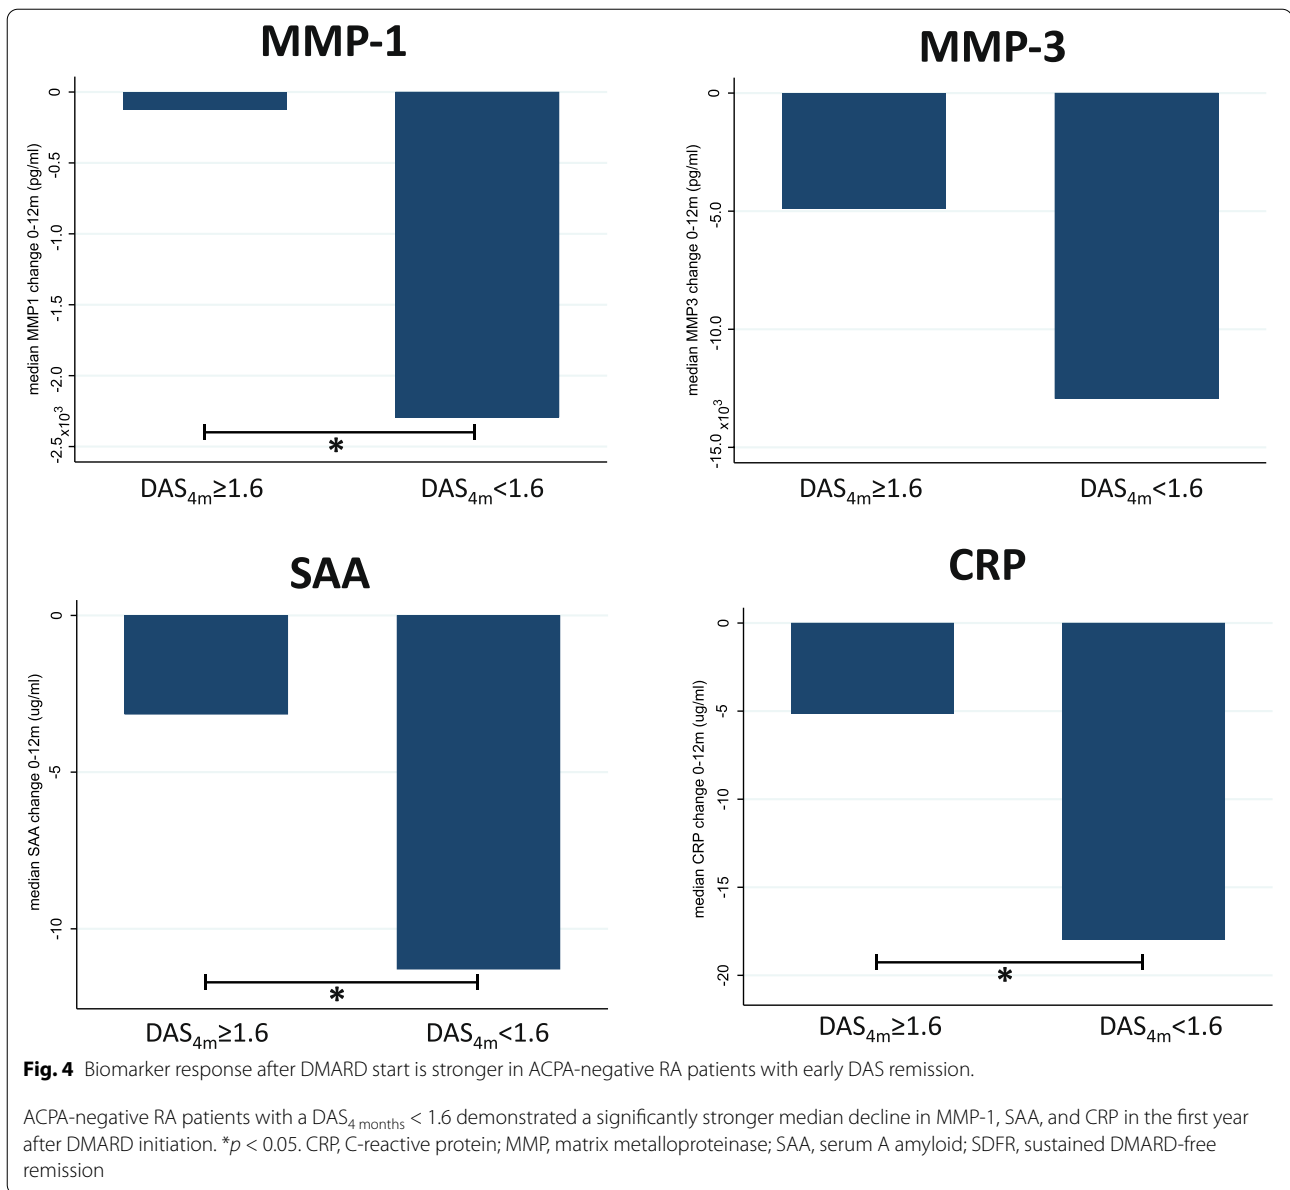 MMP-1
median MMP1 change 0-12m (pg/ml)
0
-0.5
-1.0
-1.5
-2.0
-2.5
x10³
*
DAS4m≥1.6
DAS4m<1.6
MMP-3
median MMP3 change 0-12m (pg/ml)
0
-5.0
-10.0
-15.0
x10³
DAS4m≥1.6
DAS4m<1.6
SAA
median SAA change 0-12m (ug/ml)
0
-5
-10
*
DAS4m≥1.6
DAS4m<1.6
CRP
median CRP change 0-12m (ug/ml)
0
-5
-10
-15
-20
*
DAS4m≥1.6
DAS4m<1.6
Fig. 4 Biomarker response after DMARD start is stronger in ACPA-negative RA patients with early DAS remission.
ACPA-negative RA patients with a DAS4 months < 1.6 demonstrated a significantly stronger median decline in MMP-1, SAA, and CRP in the first year
after DMARD initiation. *p < 0.05. CRP, C-reactive protein; MMP, matrix metalloproteinase; SAA, serum A amyloid; SDFR, sustained DMARD-free
remission